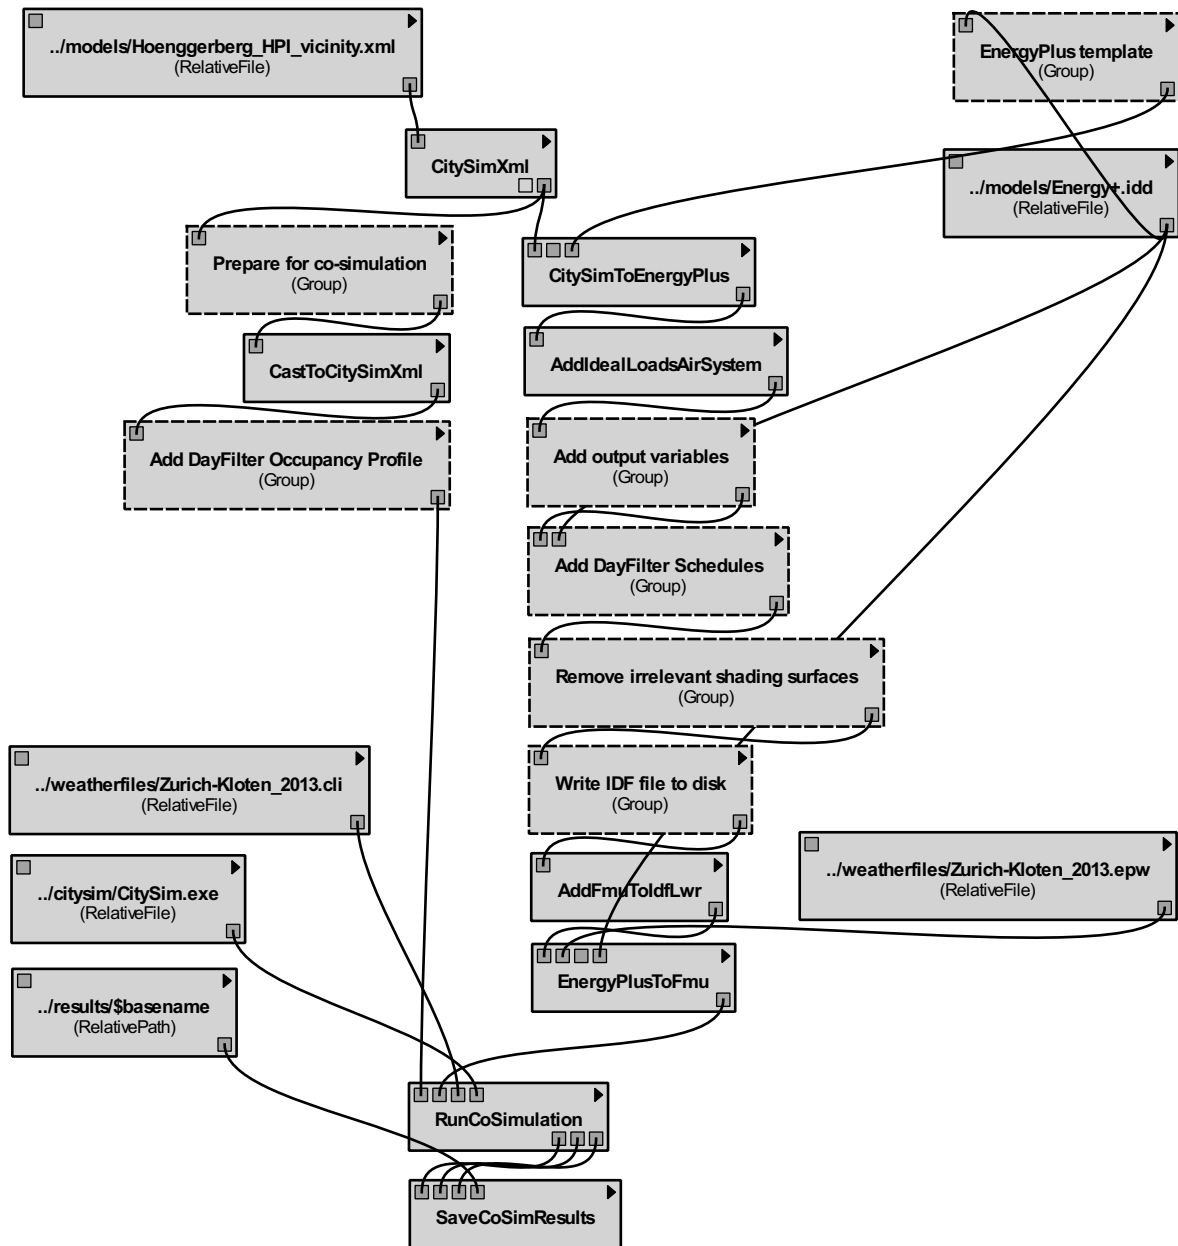 ../models/Hoenggerberg_HPI_vicinity.xml
(RelativeFile)
EnergyPlus template
(Group)
CitySimXml
../models/Energy+.idd
(RelativeFile)
Prepare for co-simulation
(Group)
CitySimToEnergyPlus
CastToCitySimXml
AddIdealLoadsAirSystem
Add DayFilter Occupancy Profile
(Group)
Add output variables
(Group)
Add DayFilter Schedules
(Group)
Remove irrelevant shading surfaces
(Group)
../weatherfiles/Zurich-Kloten_2013.cli
(RelativeFile)
Write IDF file to disk
(Group)
../citysim/CitySim.exe
(RelativeFile)
AddFmuToIdfLwr
../weatherfiles/Zurich-Kloten_2013.epw
(RelativeFile)
../results/$basename
(RelativePath)
EnergyPlusToFmu
RunCoSimulation
SaveCoSimResults